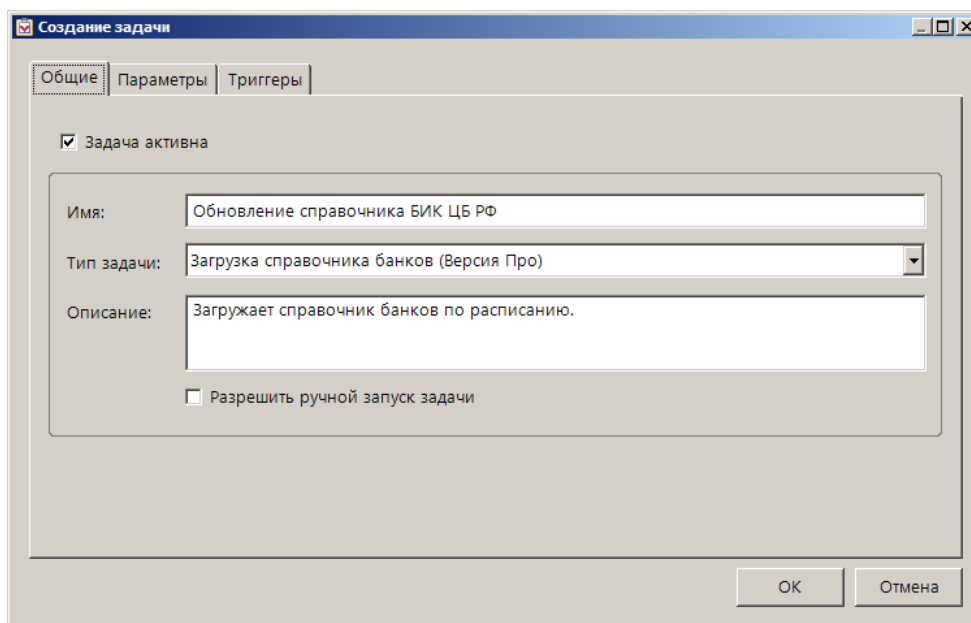 Создание задачи
Общие Параметры Триггеры
Задача активна
Имя: Обновление справочника БИК ЦБ РФ
Тип задачи: Загрузка справочника банков (Версия Про)
Описание: Загружает справочник банков по расписанию.
Разрешить ручной запуск задачи
ОК Отмена